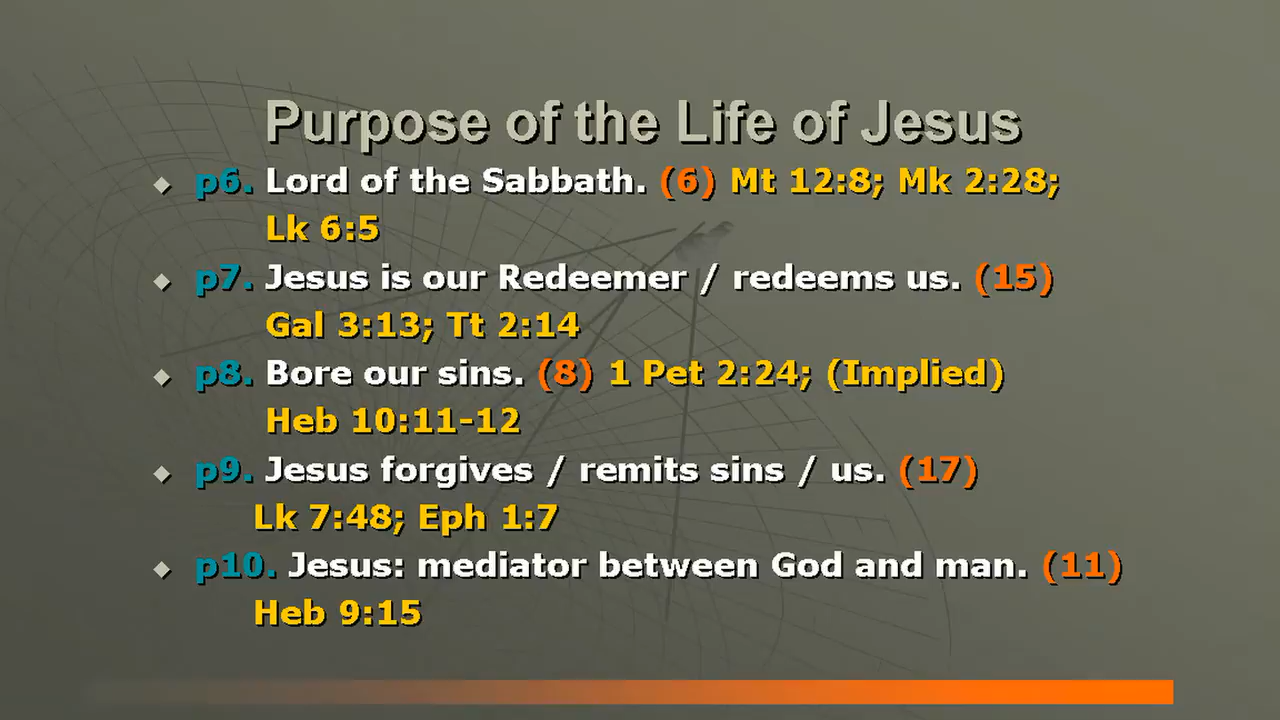 Purpose of the Life of Jesus
p6. Lord of the Sabbath. (6) Mt 12:8; Mk 2:28;
Lk 6:5
p7. Jesus is our Redeemer / redeems us. (15)
Gal 3:13; Tt 2:14
p8. Bore our sins. (8) 1 Pet 2:24; (Implied)
Heb 10:11-12
p9. Jesus forgives / remits sins / us. (17)
Lk 7:48; Eph 1:7
p10. Jesus: mediator between God and man. (11)
Heb 9:15